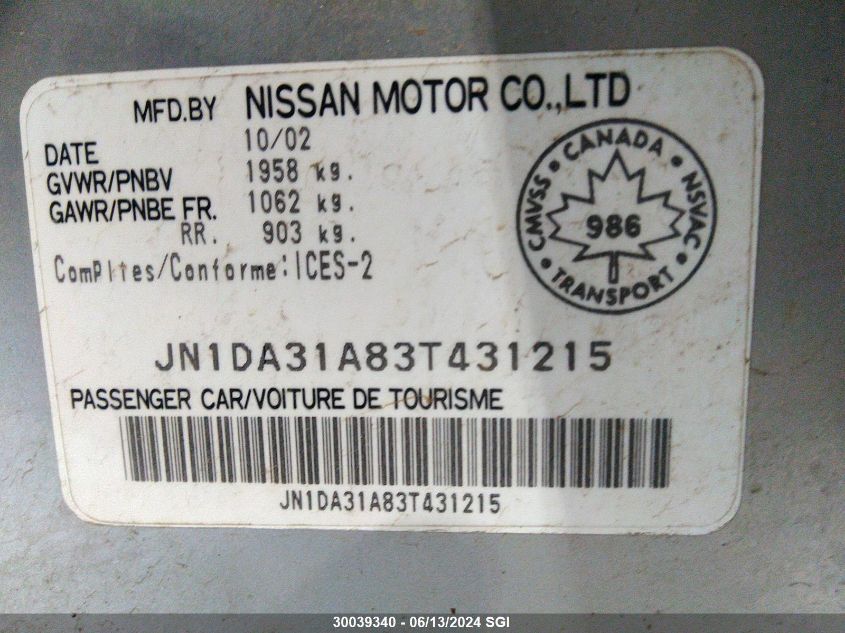 MFD.BY NISSAN MOTOR CO.,LTD
DATE 10/02
GVWR/PNBV 1958 kg.
GAWR/PNBE FR. 1062 kg.
RR. 903 kg.
ComPltes/Conforme:ICES-2
CANADA
CMVSS 986 NSVAC
TRANSPORT
JN1DA31A83T431215
PASSENGER CAR/VOITURE DE TOURISME
JN1DA31A83T431215
30039340 - 06/13/2024 SGI